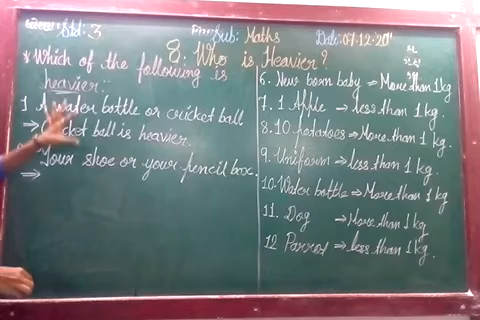 Std: 3 Sub: Maths Date: 07-12-20
8: Who is Heavier?
* Which of the following is
heavier:
1 A water bottle or cricket ball
⇒ Cricket ball is heavier.
Your shoe or your pencil box.
⇒
6. New born baby ⇒ More than 1 kg
7. 1 Apple → less than 1 kg.
8. 10 potatoes ⇒ More than 1 kg.
9. Uniform ⇒ less than 1 kg.
10. Water bottle ⇒ More than 1 kg
11. Dog ⇒ More than 1 kg
12 Parrot ⇒ less than 1 kg.